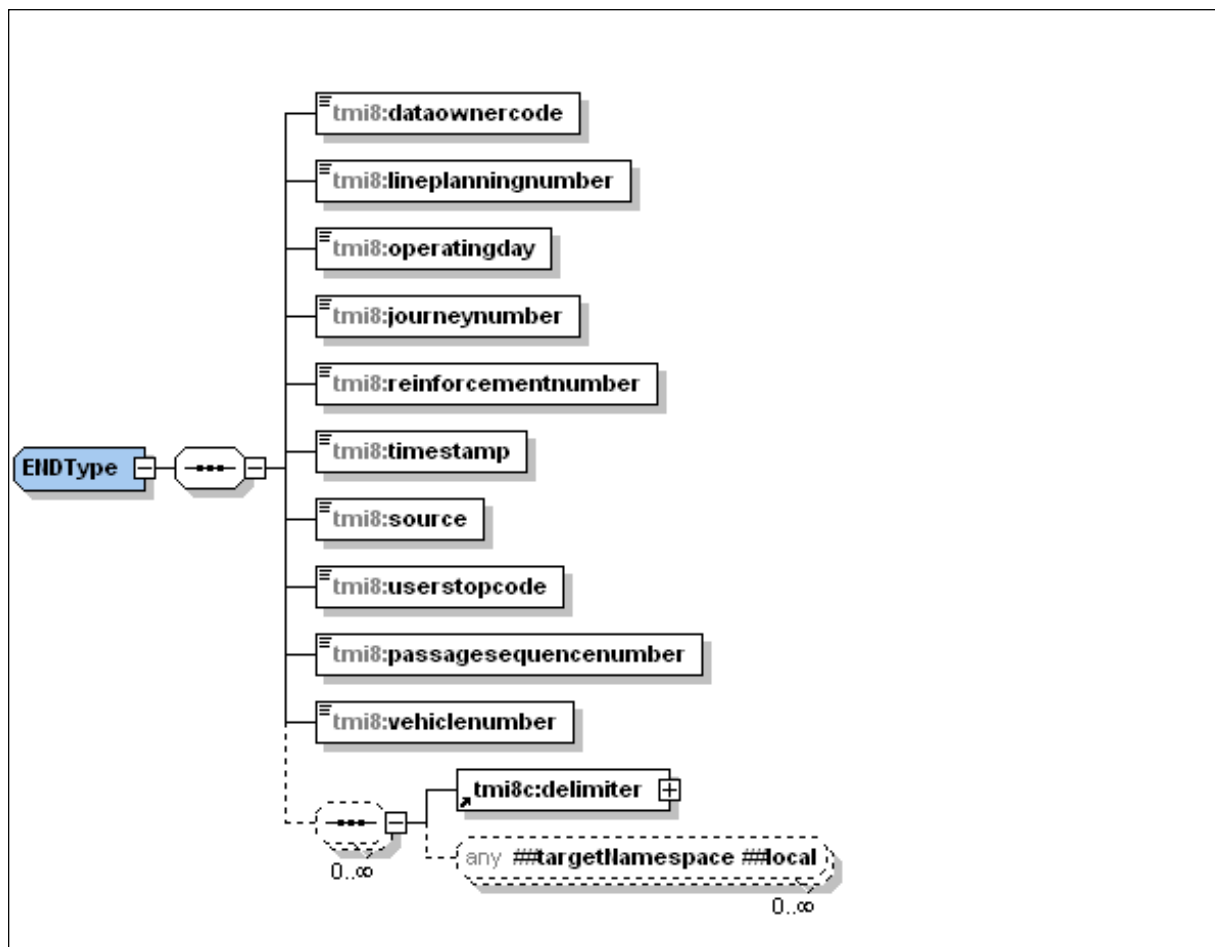 tmi8:dataownercode
tmi8:lineplanningnumber
tmi8:operatingday
tmi8:journeynumber
tmi8:reinforcementnumber
tmi8:timestamp
ENDType
tmi8:source
tmi8:userstopcode
tmi8:passagesequencenumber
tmi8:vehiclenumber
tmi8c:delimiter
any ##targetNamespace ##local
0..∞
0..∞